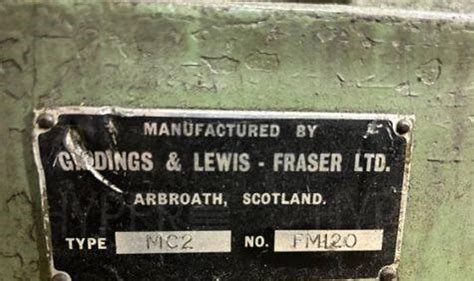 MANUFACTURED BY
GIDDINGS & LEWIS - FRASER LTD.
ARBROATH, SCOTLAND.
TYPE MC2 NO. FM120